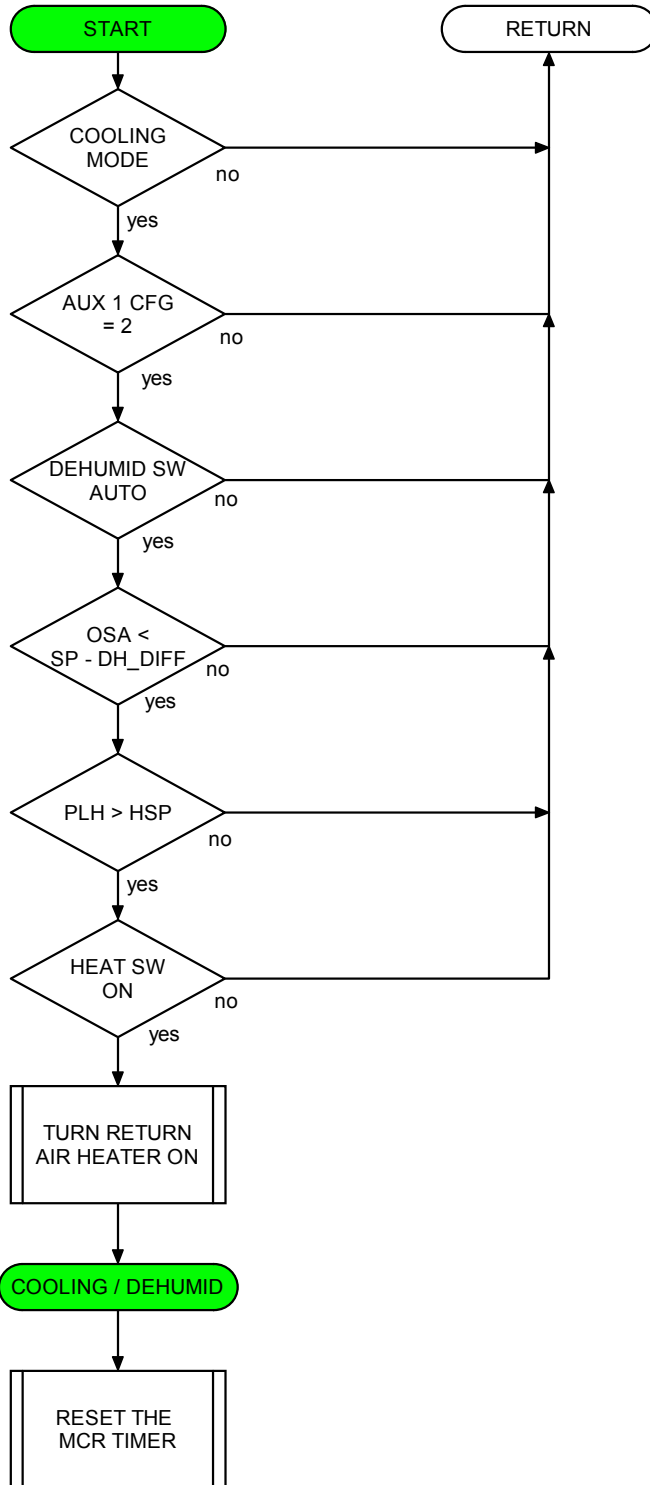 START
RETURN
COOLING
MODE
no
yes
AUX 1 CFG
= 2
no
yes
DEHUMID SW
AUTO
no
yes
OSA <
SP - DH_DIFF
no
yes
PLH > HSP
no
yes
HEAT SW
ON
no
yes
TURN RETURN
AIR HEATER ON
COOLING / DEHUMID
RESET THE
MCR TIMER